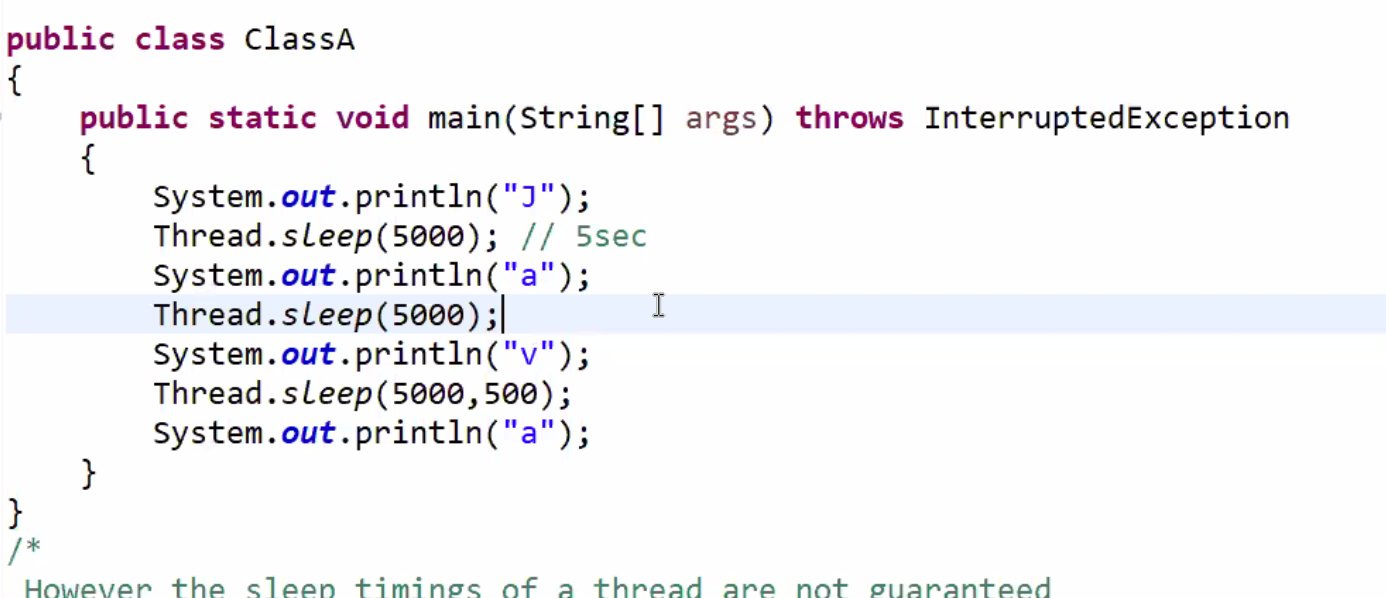 public class ClassA
{
    public static void main(String[] args) throws InterruptedException
    {
        System.out.println("J");
        Thread.sleep(5000); // 5sec
        System.out.println("a");
        Thread.sleep(5000);
        System.out.println("v");
        Thread.sleep(5000,500);
        System.out.println("a");
    }
}
/*
 However the sleep timings of a thread are not guaranteed